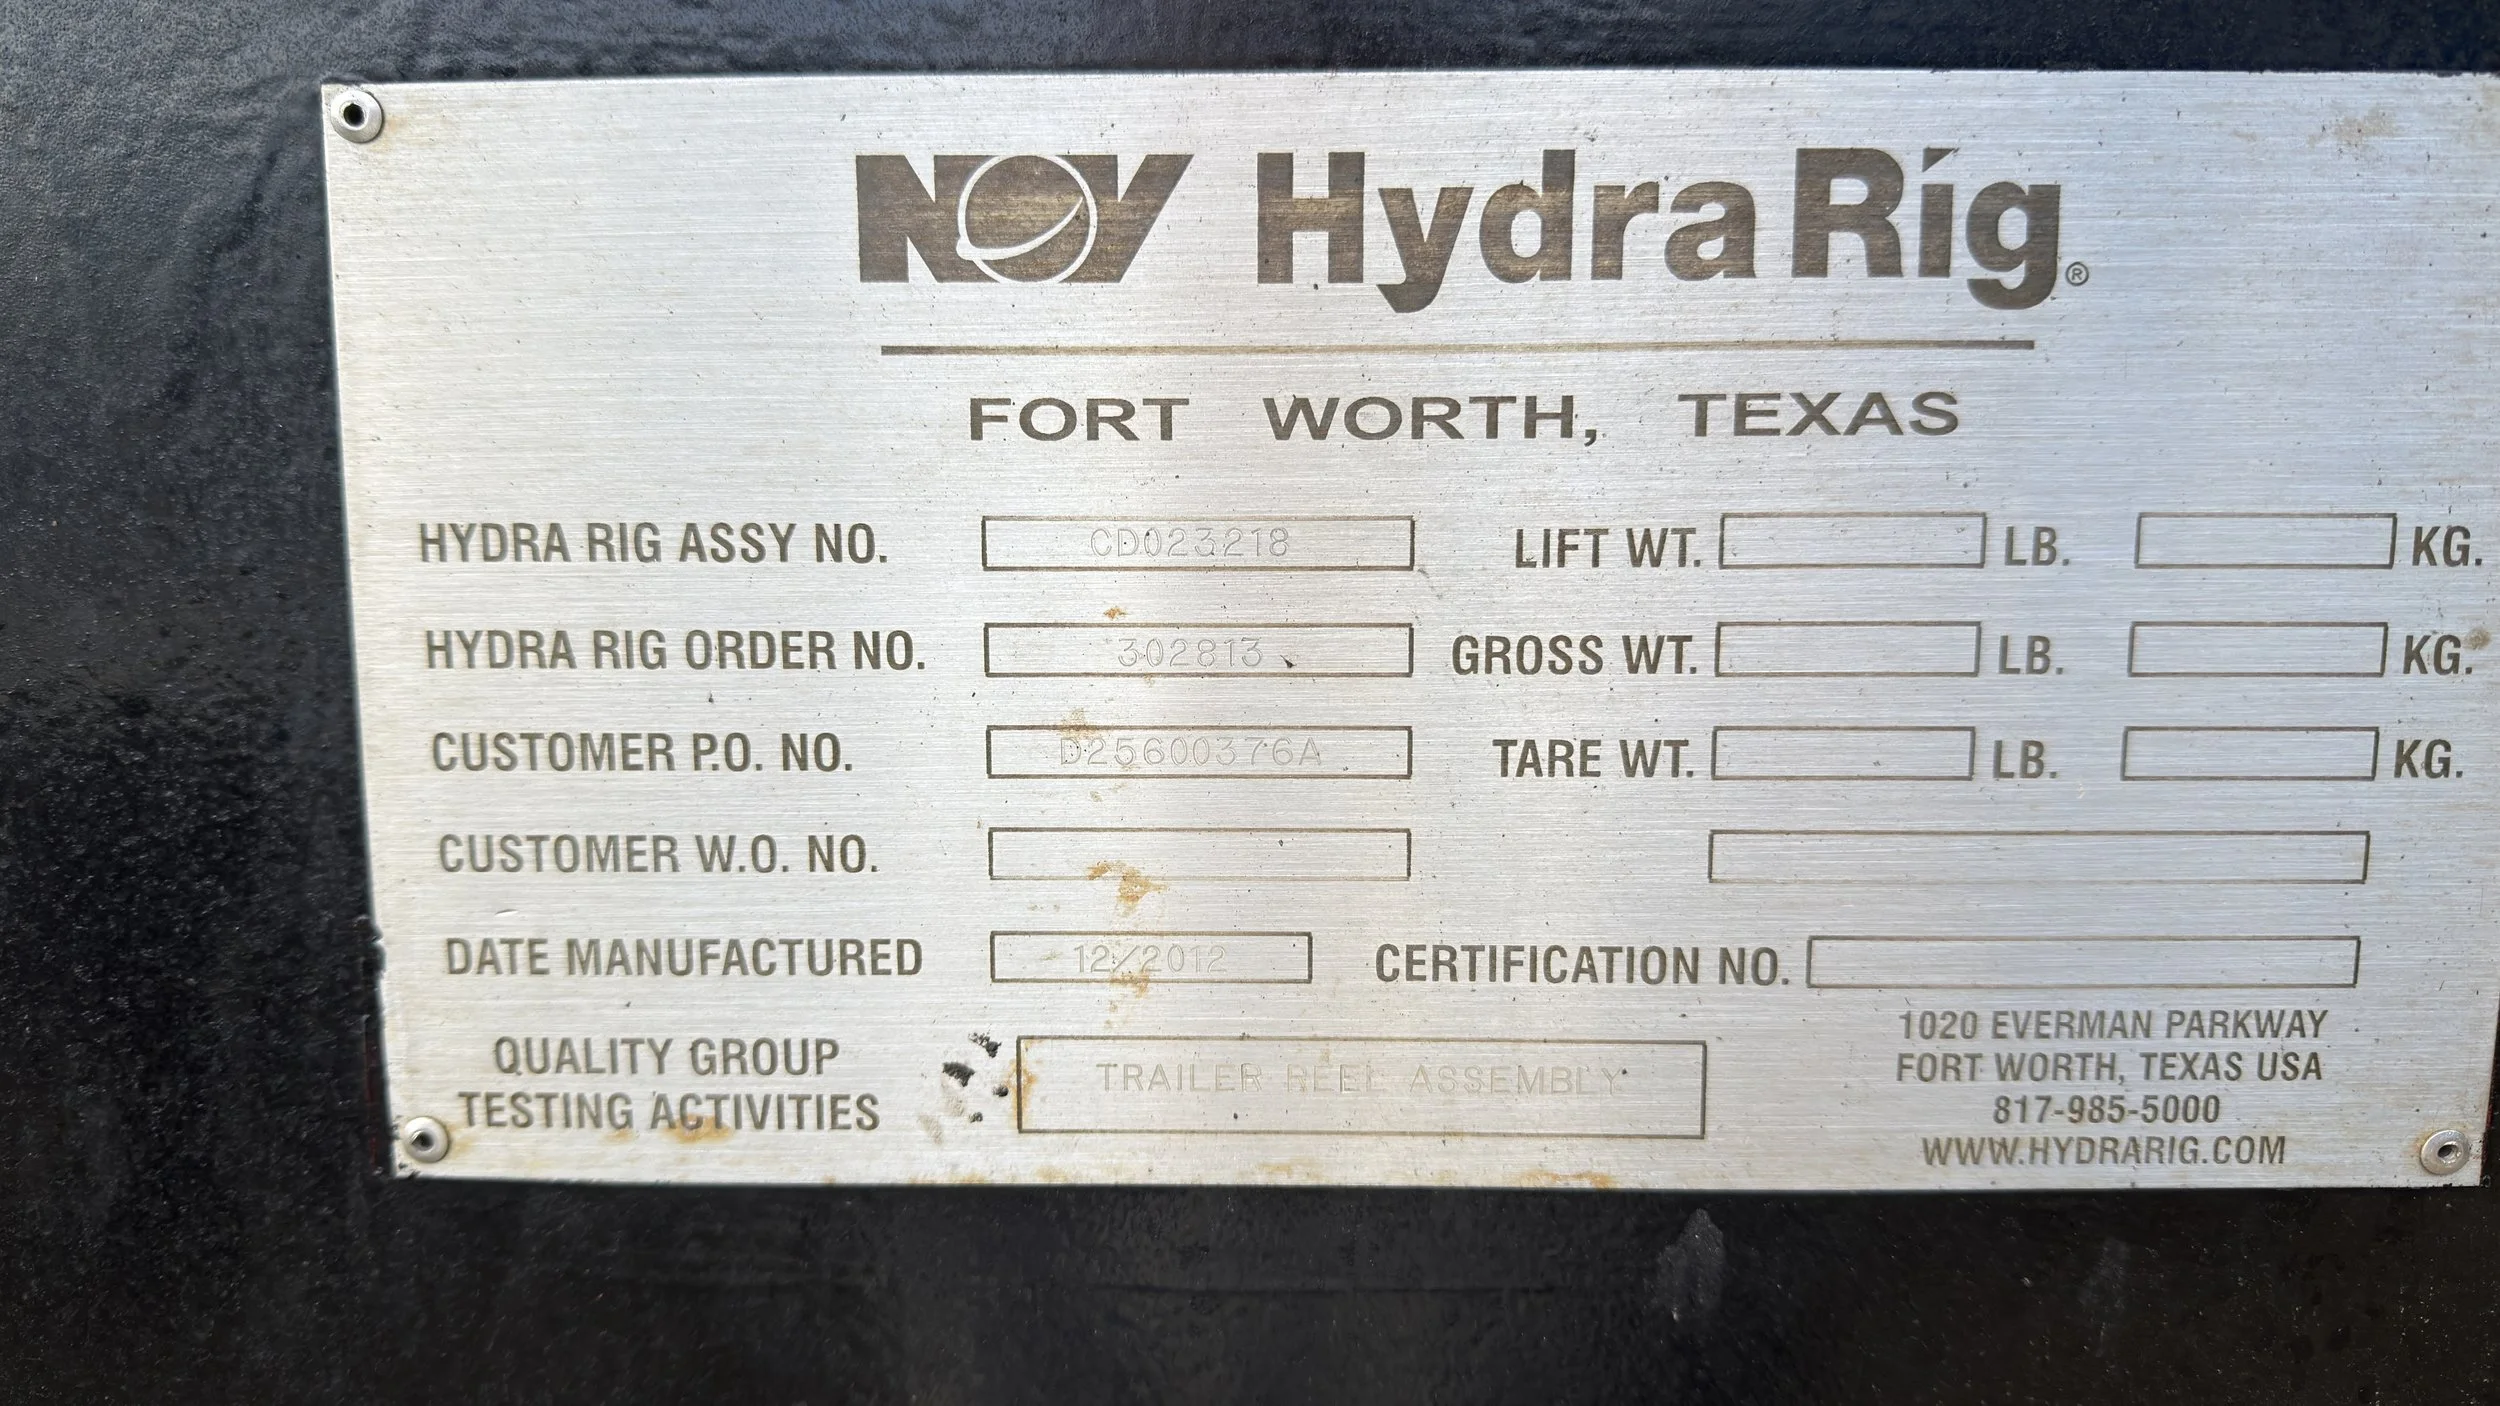 NOV Hydra Rig®
FORT WORTH, TEXAS
HYDRA RIG ASSY NO. CD023218 LIFT WT. LB. KG.
HYDRA RIG ORDER NO. 302813 GROSS WT. LB. KG.
CUSTOMER P.O. NO. D25600376A TARE WT. LB. KG.
CUSTOMER W.O. NO.
DATE MANUFACTURED 12/2012 CERTIFICATION NO.
QUALITY GROUP
TESTING ACTIVITIES
TRAILER REEL ASSEMBLY
1020 EVERMAN PARKWAY
FORT WORTH, TEXAS USA
817-985-5000
WWW.HYDRARIG.COM